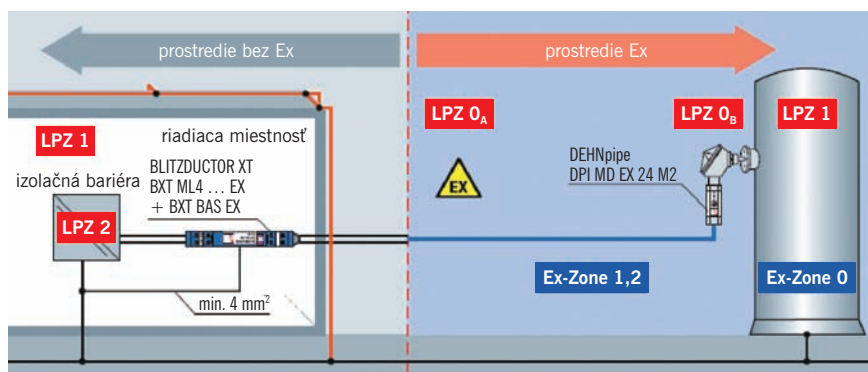 prostredie bez Ex
prostredie Ex
LPZ 1
riadiaca miestnosť
izolačná bariéra
BLITZDUCTOR XT
BXT ML4 … EX
+ BXT BAS EX
LPZ 2
min. 4 mm²
LPZ 0A
LPZ 0B
LPZ 1
EX
DEHNpipe
DPI MD EX 24 M2
Ex-Zone 1,2
Ex-Zone 0